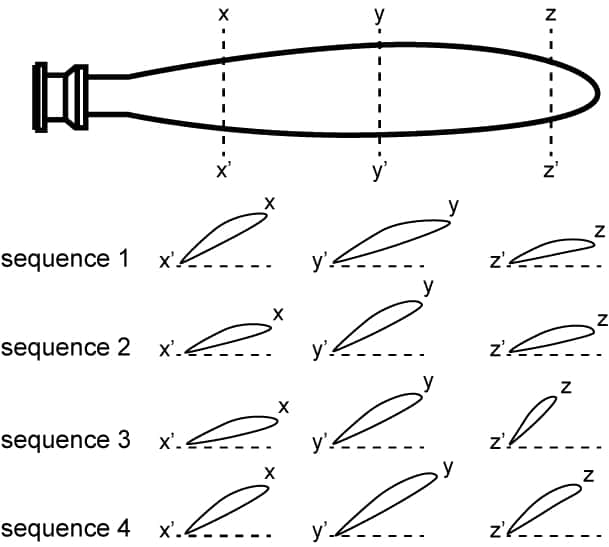 x y z
x' y' z'
x y z
sequence 1 x' y' z'
x y z
sequence 2 x' y' z'
x y z
sequence 3 x' y' z'
x y z
sequence 4 x' y' z'